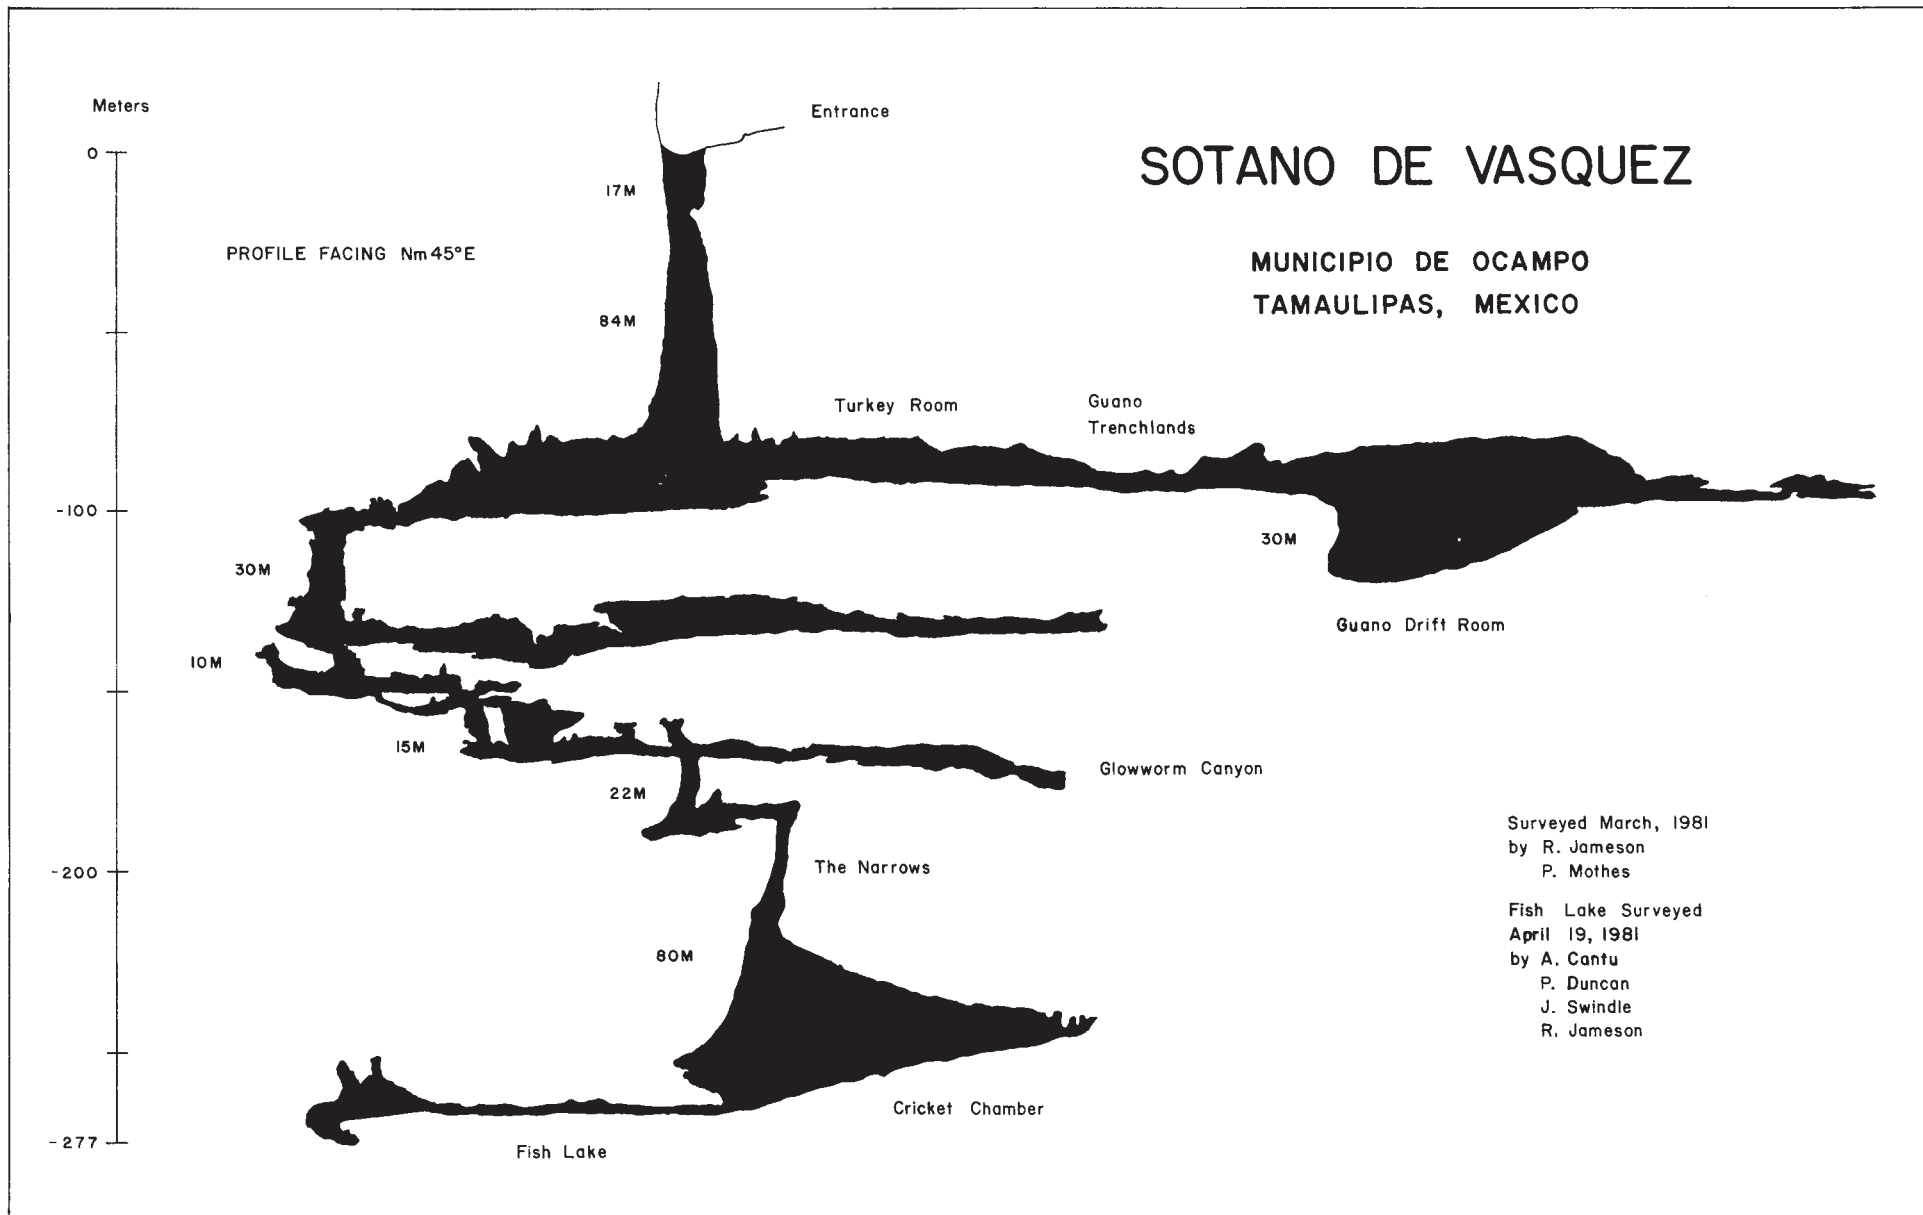 Meters
Entrance
0
SOTANO DE VASQUEZ
17M
PROFILE FACING Nm 45°E
MUNICIPIO DE OCAMPO
TAMAULIPAS, MEXICO
84M
Turkey Room
Guano
Trenchlands
-100
30M
30M
Guano Drift Room
10M
15M
Glowworm Canyon
22M
The Narrows
-200
Surveyed March, 1981
by R. Jameson
P. Mothes
Fish Lake Surveyed
April 19, 1981
by A. Cantu
P. Duncan
J. Swindle
R. Jameson
80M
Cricket Chamber
-277
Fish Lake